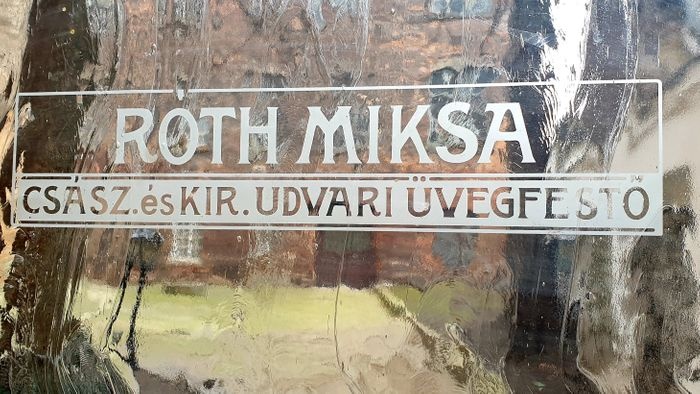 RÓTH MIKSA
CSÁSZ. és KIR. UDVARI ÜVEGFESTŐ